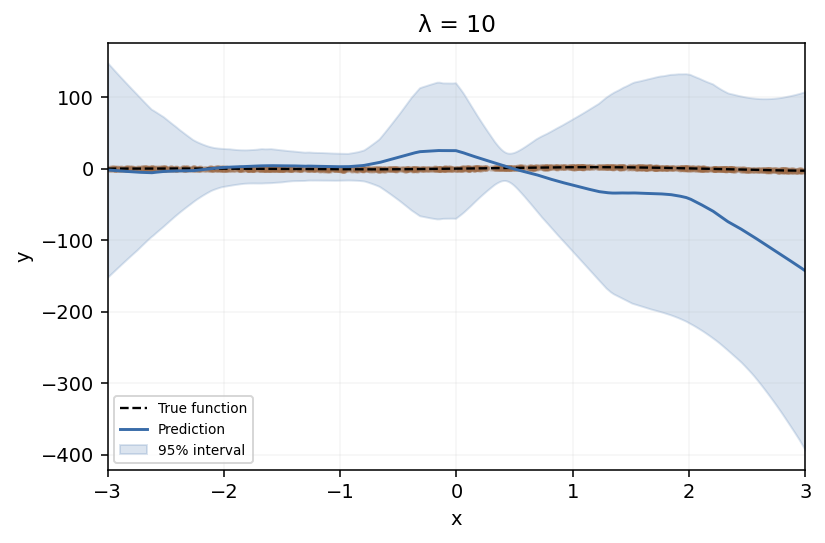 λ = 10
100
0
−100
−200
−300
−400
y
True function
Prediction
95% interval
−3
−2
−1
0
1
2
3
x